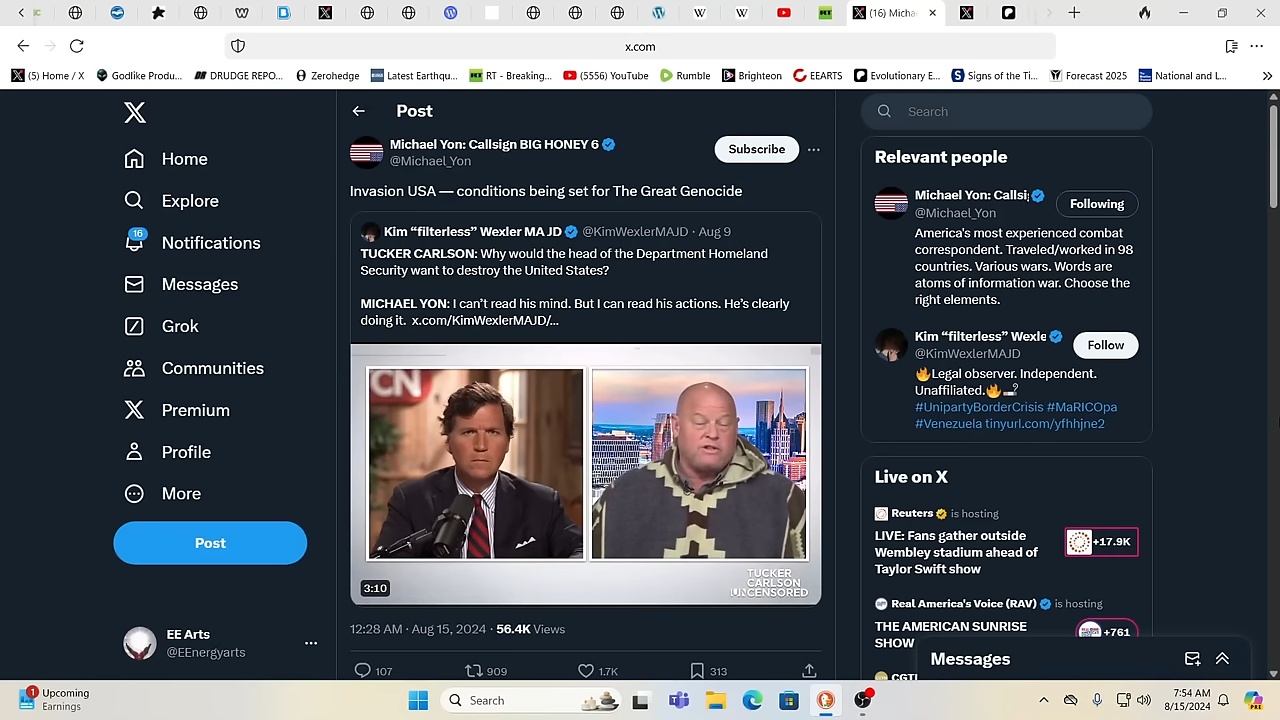 (16) Micha
x.com
(5) Home / X
Godlike Produ...
DRUDGE REPO...
Zerohedge
Latest Earthqu...
RT - Breaking...
(5556) YouTube
Rumble
Brighteon
EEARTS
Evolutionary E...
Signs of the Ti...
Forecast 2025
National and L...
Home
Explore
16
Notifications
Messages
Grok
Communities
Premium
Profile
More
Post
EE Arts
@EEnergyarts
Post
Michael Yon: Callsign BIG HONEY 6
@Michael_Yon
Subscribe
Invasion USA — conditions being set for The Great Genocide
Kim “filterless” Wexler MA JD @KimWexlerMAJD · Aug 9
TUCKER CARLSON: Why would the head of the Department Homeland
Security want to destroy the United States?
MICHAEL YON: I can’t read his mind. But I can read his actions. He’s clearly
doing it. x.com/KimWexlerMAJD/...
CN
3:10
TUCKER
CARLSON
UNCENSORED
12:28 AM · Aug 15, 2024 · 56.4K Views
107
909
1.7K
313
Search
Relevant people
Michael Yon: Callsi
@Michael_Yon
Following
America's most experienced combat
correspondent. Traveled/worked in 98
countries. Various wars. Words are
atoms of information war. Choose the
right elements.
Kim “filterless” Wexle
@KimWexlerMAJD
Follow
🔥Legal observer. Independent.
Unaffiliated.🔥🚬
#UnipartyBorderCrisis #MaRICOpa
#Venezuela tinyurl.com/yfhhjne2
Live on X
Reuters is hosting
LIVE: Fans gather outside
Wembley stadium ahead of
Taylor Swift show
+17.9K
Real America's Voice (RAV) is hosting
THE AMERICAN SUNRISE
SHOW
+761
Messages
1
Upcoming
Earnings
Search
7:54 AM
8/15/2024
PRE